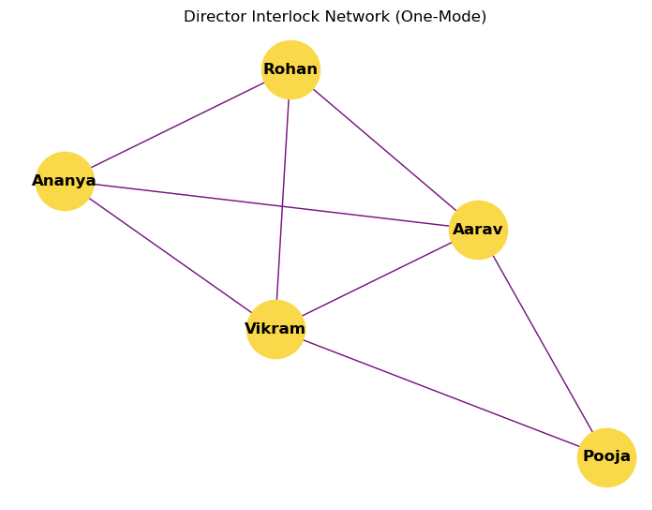 Director Interlock Network (One-Mode)
Rohan
Ananya
Aarav
Vikram
Pooja